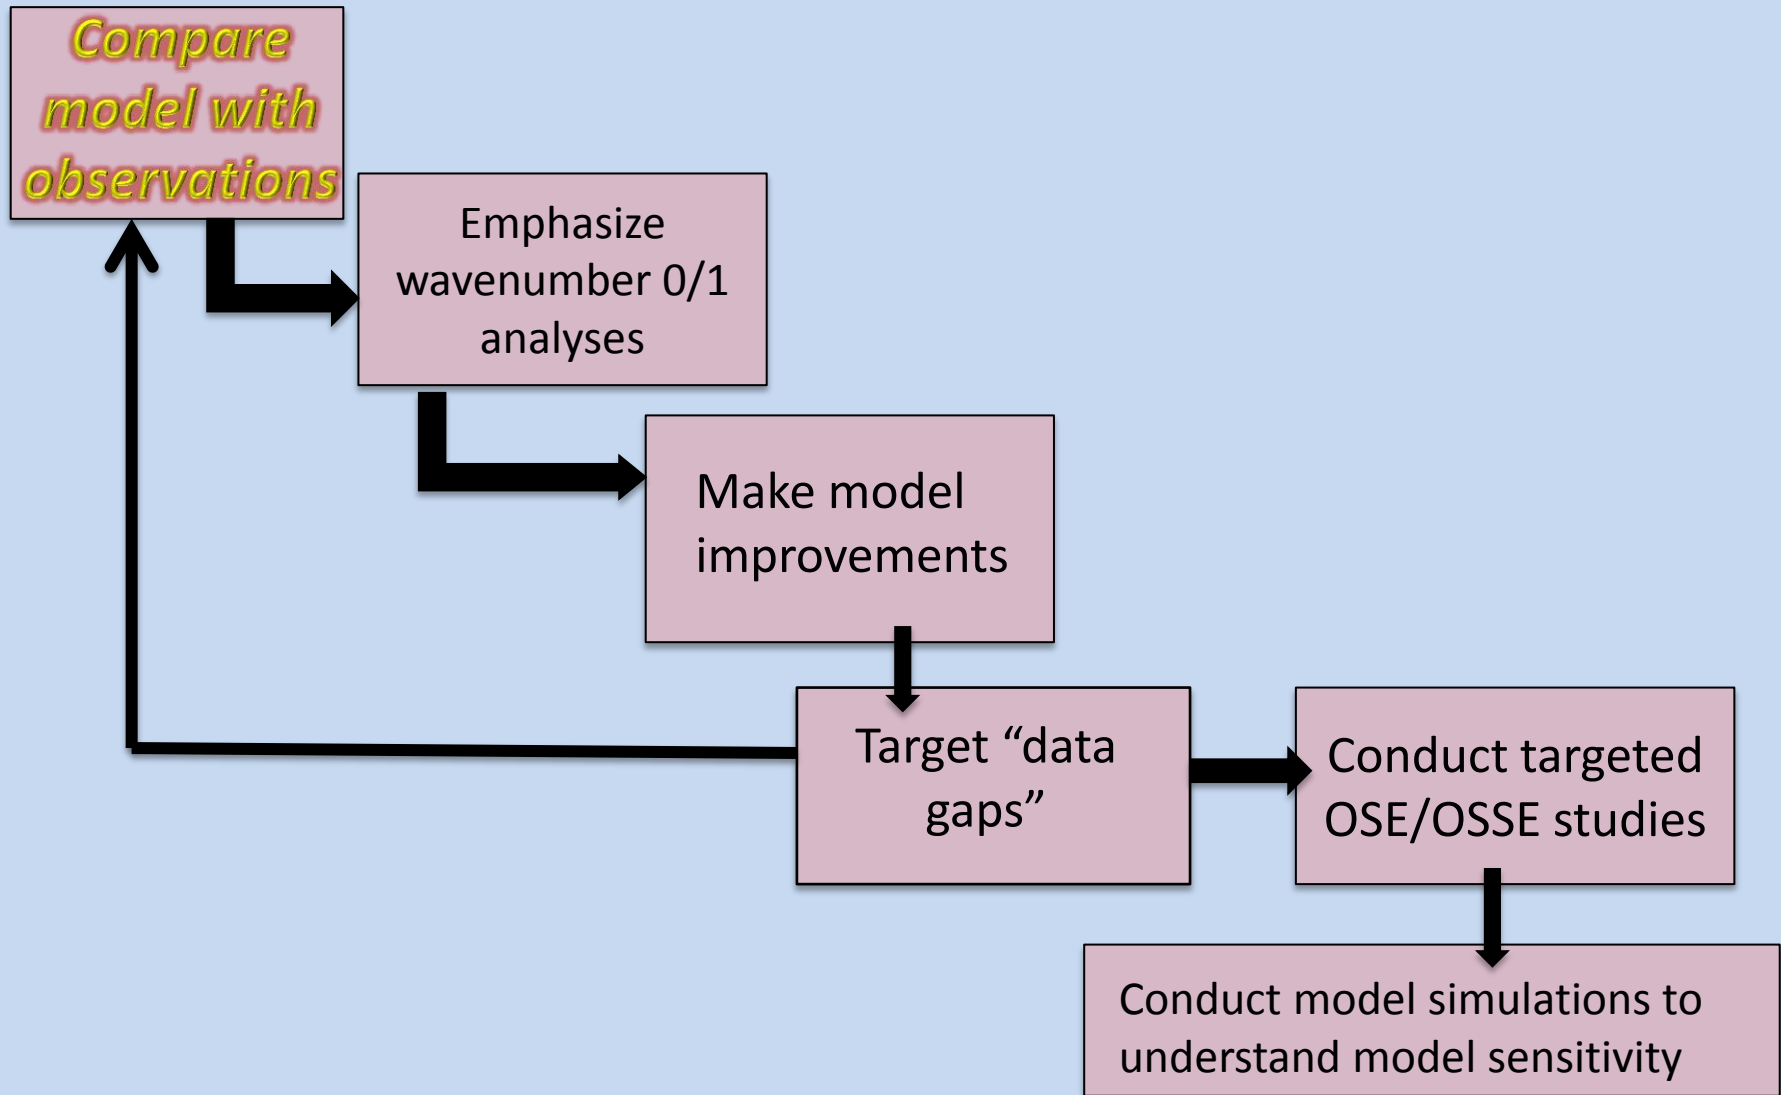 Compare
model with
observations
Emphasize
wavenumber 0/1
analyses
Make model
improvements
Target “data
gaps”
Conduct targeted
OSE/OSSE studies
Conduct model simulations to
understand model sensitivity